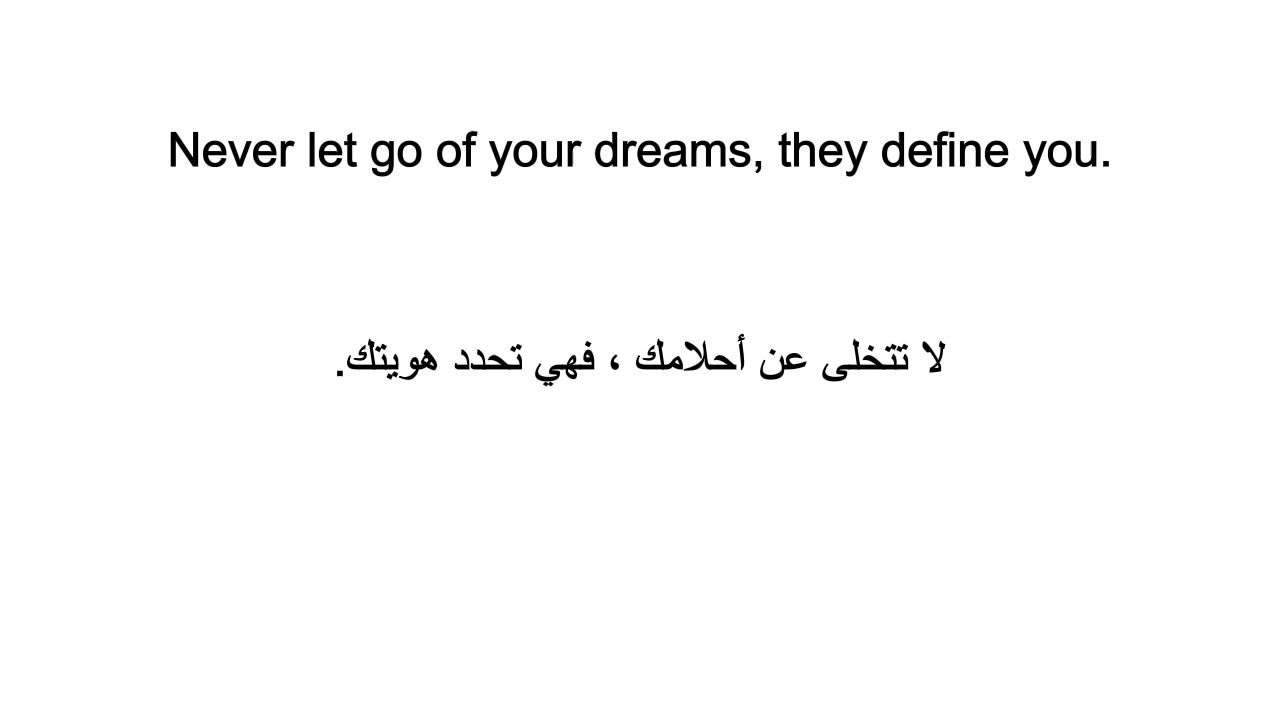 Never let go of your dreams, they define you.
لا تتخلى عن أحلامك ، فهي تحدد هويتك.